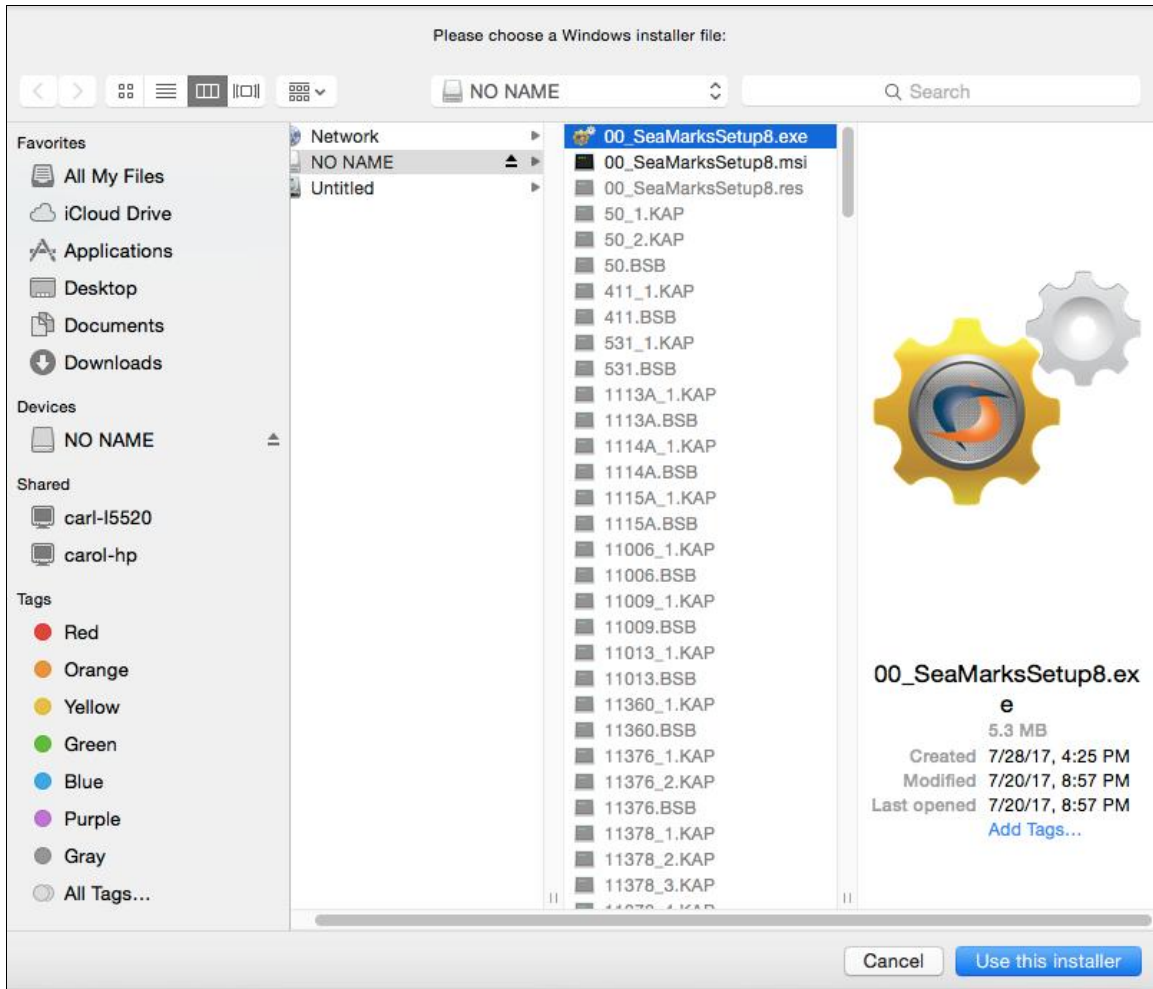 Please choose a Windows installer file:
NO NAME
Search
Favorites
All My Files
iCloud Drive
Applications
Desktop
Documents
Downloads
Devices
NO NAME
Shared
carl-I5520
carol-hp
Tags
Red
Orange
Yellow
Green
Blue
Purple
Gray
All Tags...
Network
NO NAME
Untitled
00_SeaMarksSetup8.exe
00_SeaMarksSetup8.msi
00_SeaMarksSetup8.res
50_1.KAP
50_2.KAP
50.BSB
411_1.KAP
411.BSB
531_1.KAP
531.BSB
1113A_1.KAP
1113A.BSB
1114A_1.KAP
1114A.BSB
1115A_1.KAP
1115A.BSB
11006_1.KAP
11006.BSB
11009_1.KAP
11009.BSB
11013_1.KAP
11013.BSB
11360_1.KAP
11360.BSB
11376_1.KAP
11376_2.KAP
11376.BSB
11378_1.KAP
11378_2.KAP
11378_3.KAP
00_SeaMarksSetup8.ex
e
5.3 MB
Created 7/28/17, 4:25 PM
Modified 7/20/17, 8:57 PM
Last opened 7/20/17, 8:57 PM
Add Tags...
Cancel
Use this installer